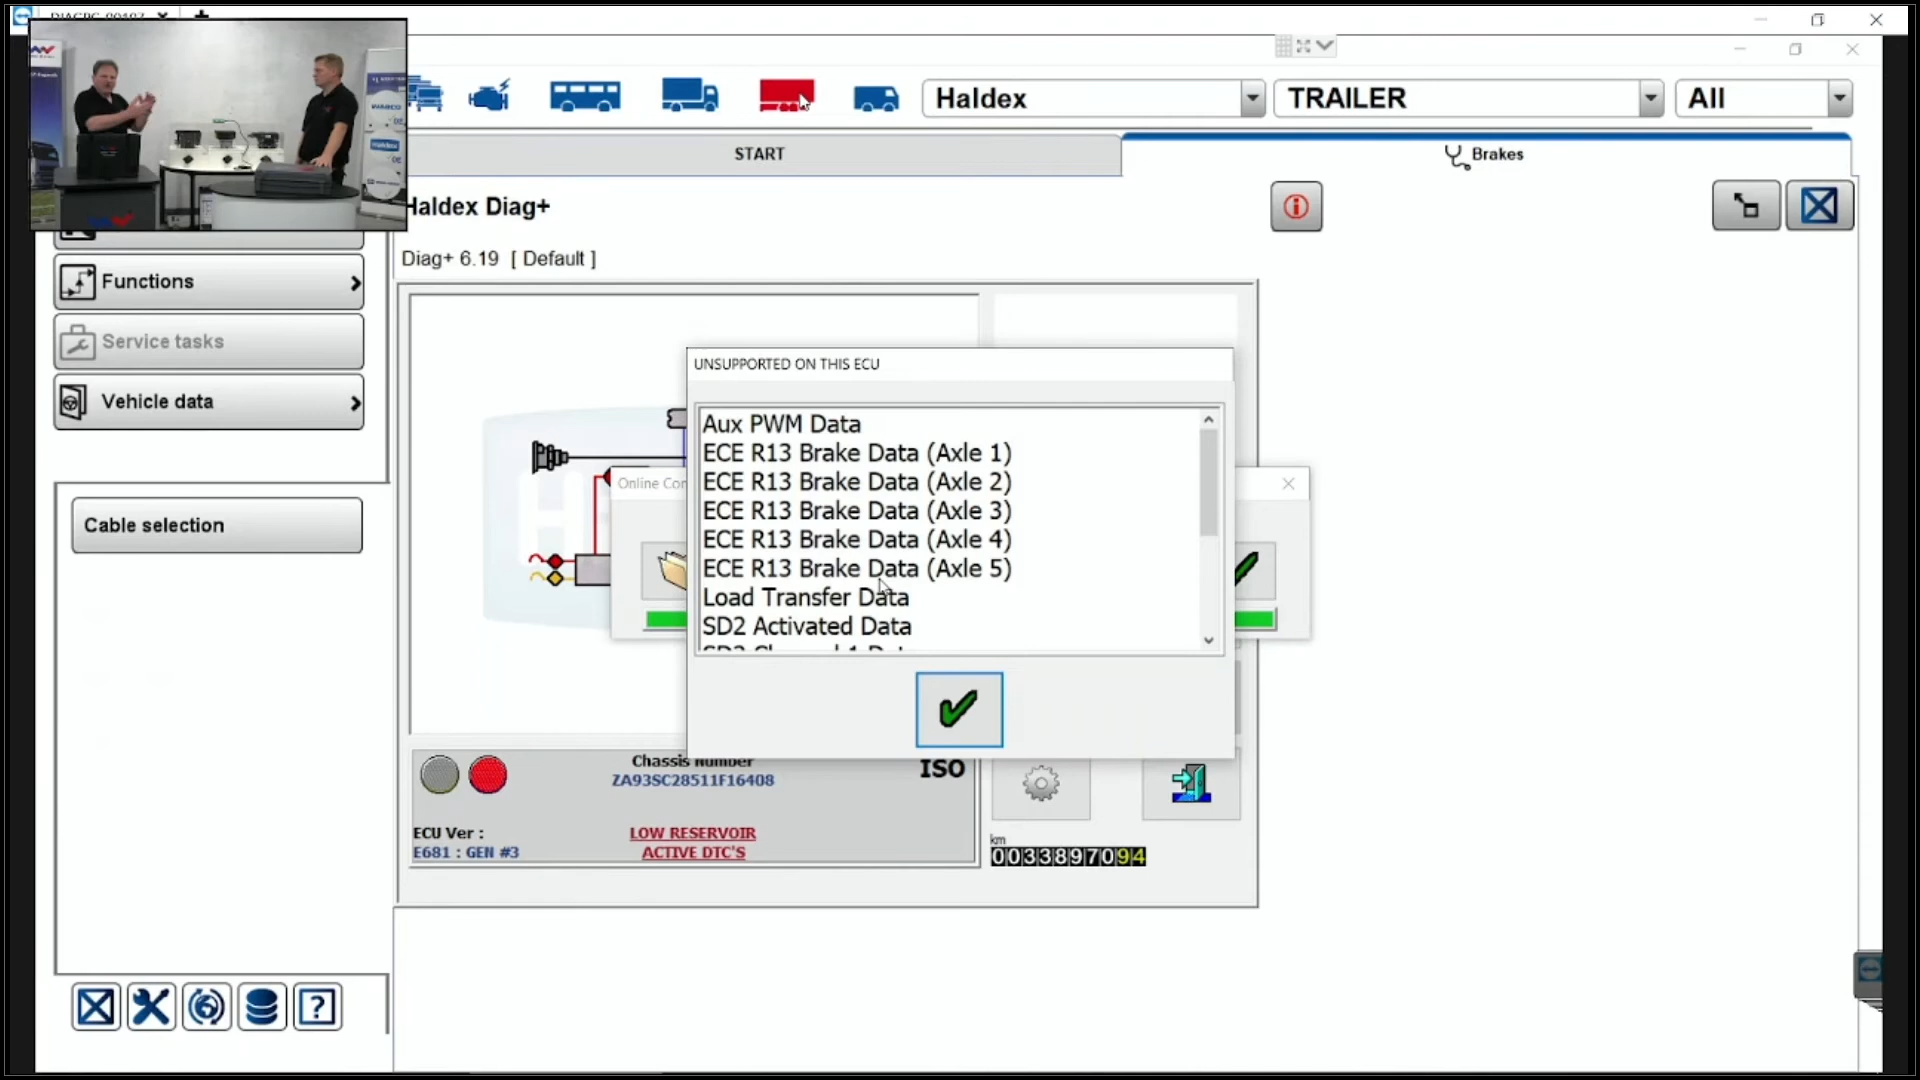 Haldex
TRAILER
All
START
Brakes
Haldex Diag+
Diag+ 6.19 [ Default ]
Functions
Service tasks
Vehicle data
Cable selection
UNSUPPORTED ON THIS ECU
Aux PWM Data
ECE R13 Brake Data (Axle 1)
ECE R13 Brake Data (Axle 2)
ECE R13 Brake Data (Axle 3)
ECE R13 Brake Data (Axle 4)
ECE R13 Brake Data (Axle 5)
Load Transfer Data
SD2 Activated Data
Online Con
Chassis Number
ZA93SC28511F16408
ISO
ECU Ver :
E681 : GEN #3
LOW RESERVOIR
ACTIVE DTC'S
km
0033897094